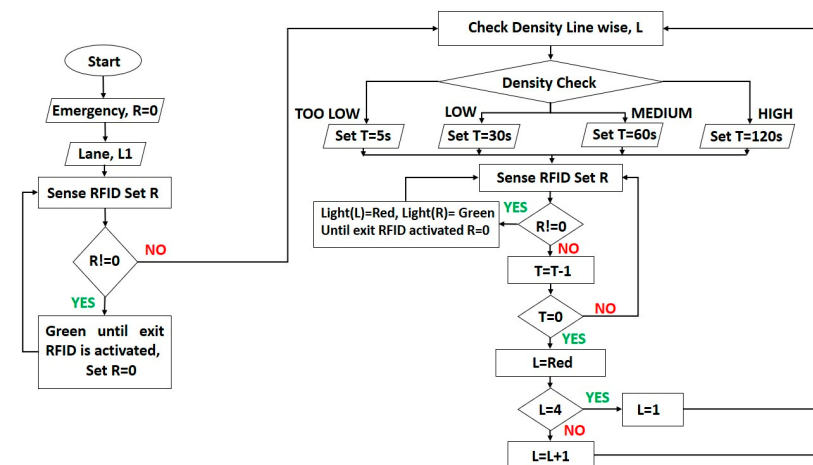 Start
Emergency, R=0
Lane, L1
Sense RFID Set R
R!=0
NO
YES
Green until exit
RFID is activated,
Set R=0
Check Density Line wise, L
Density Check
TOO LOW
LOW
MEDIUM
HIGH
Set T=5s
Set T=30s
Set T=60s
Set T=120s
Sense RFID Set R
Light(L)=Red, Light(R)= Green
Until exit RFID activated R=0
YES
R!=0
NO
T=T-1
T=0
NO
YES
L=Red
L=4
YES
L=1
NO
L=L+1